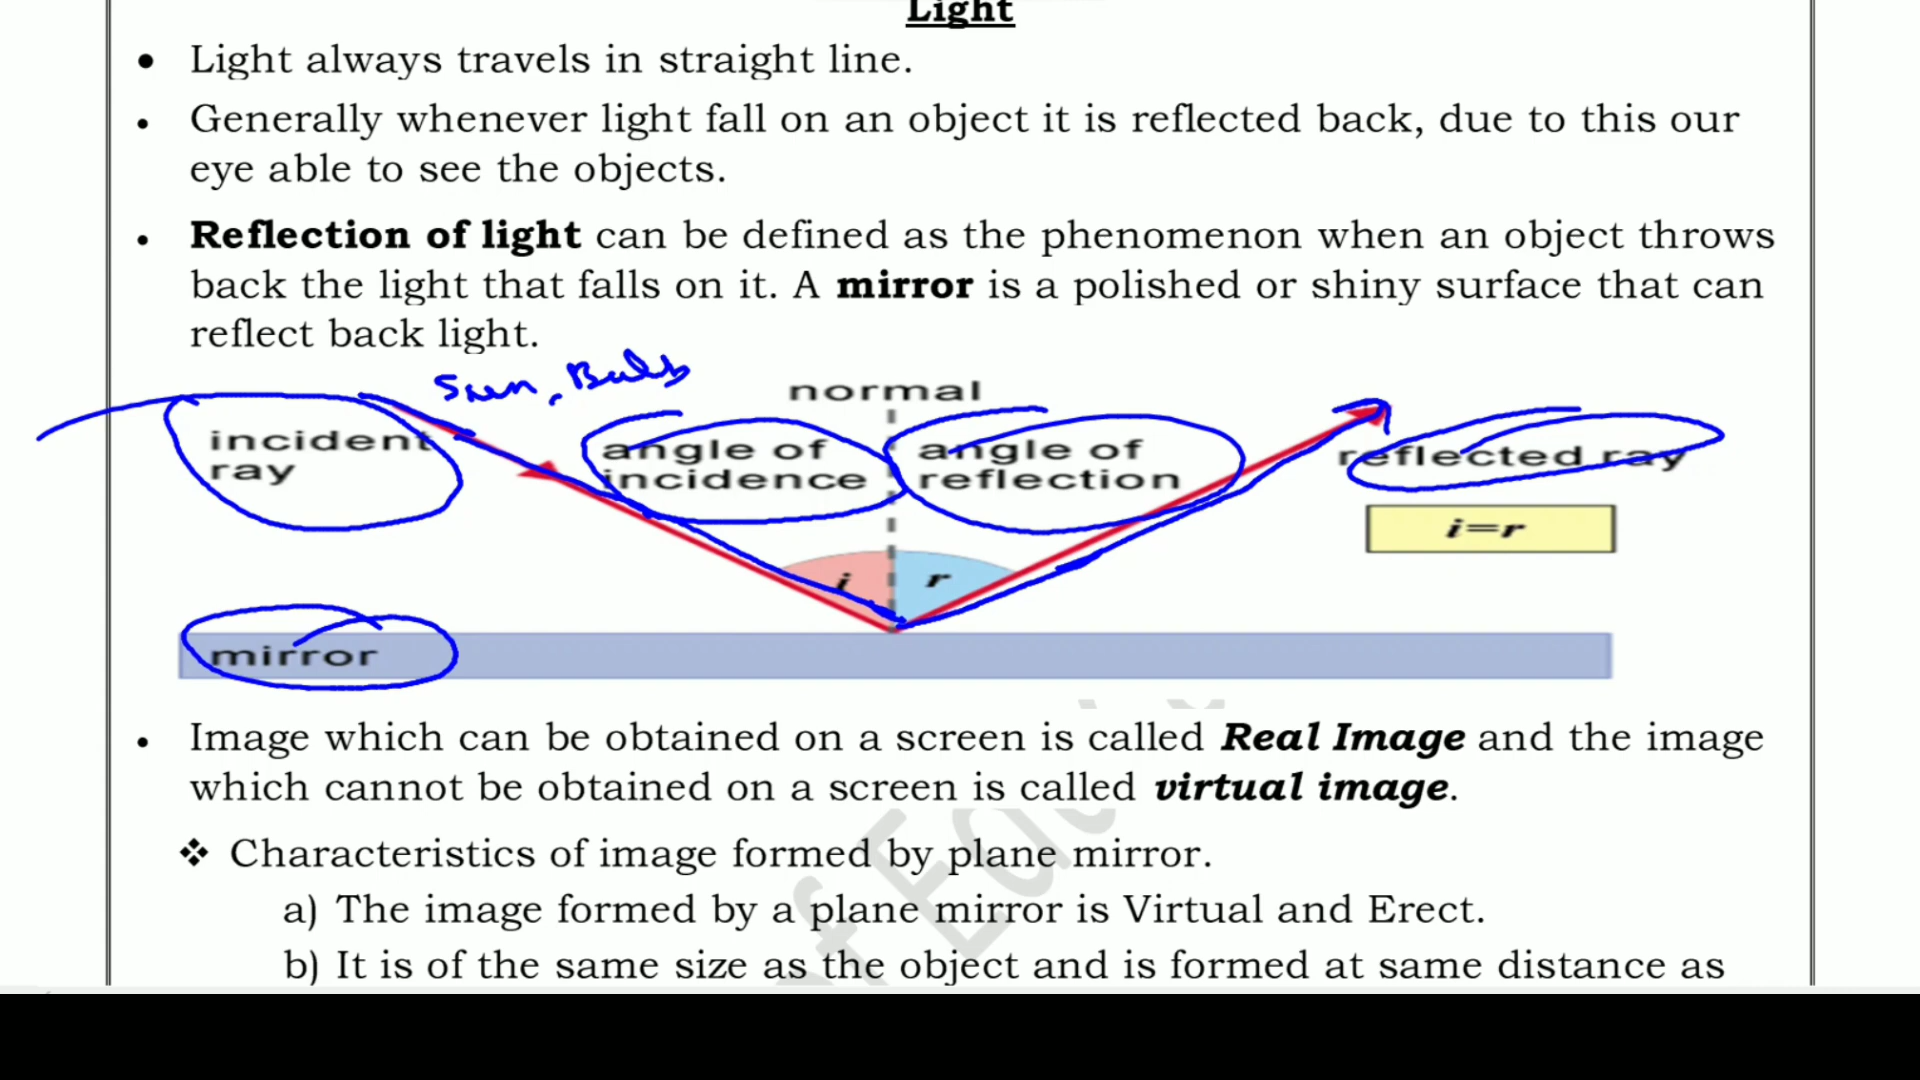 Light
• Light always travels in straight line.
• Generally whenever light fall on an object it is reflected back, due to this our
eye able to see the objects.
• Reflection of light can be defined as the phenomenon when an object throws
back the light that falls on it. A mirror is a polished or shiny surface that can
reflect back light.
Sun, Bulb
normal
incident
ray
angle of
incidence
angle of
reflection
reflected ray
i=r
i
r
mirror
• Image which can be obtained on a screen is called Real Image and the image
which cannot be obtained on a screen is called virtual image.
❖ Characteristics of image formed by plane mirror.
a) The image formed by a plane mirror is Virtual and Erect.
b) It is of the same size as the object and is formed at same distance as